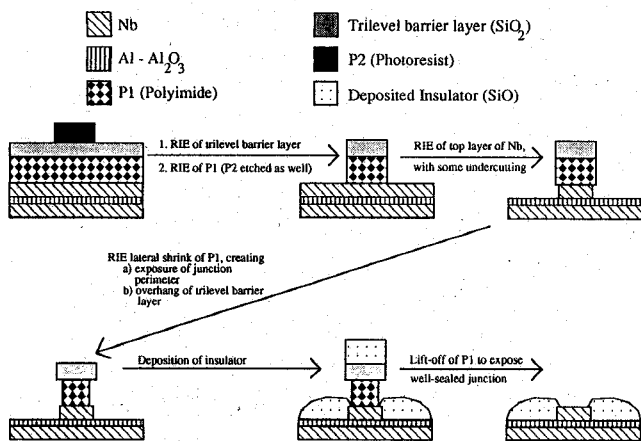 Nb
Al - Al2O3
P1 (Polyimide)
Trilevel barrier layer (SiO2)
P2 (Photoresist)
Deposited Insulator (SiO)
1. RIE of trilevel barrier layer
2. RIE of P1 (P2 etched as well)
RIE of top layer of Nb,
with some undercutting
RIE lateral shrink of P1, creating
a) exposure of junction
perimeter
b) overhang of trilevel barrier
layer
Deposition of insulator
Lift-off of P1 to expose
well-sealed junction